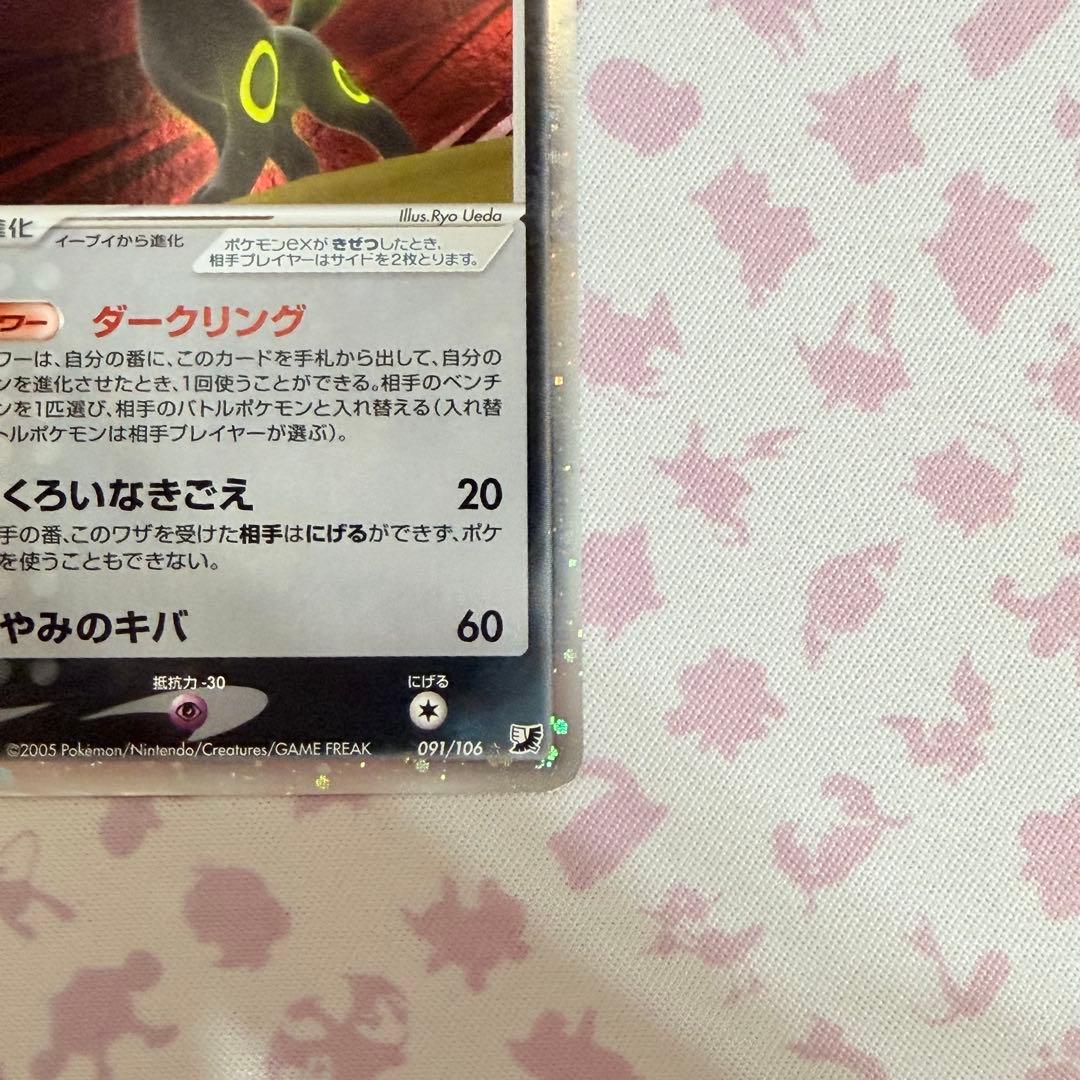 Illus.Ryo Ueda
進化
イーブイから進化
ポケモンexが きぜつしたとき、
相手プレイヤーはサイドを2枚とります。
ワー ダークリング
ワーは、自分の番に、このカードを手札から出して、自分の
ンを進化させたとき、1回使うことができる。相手のベンチ
ンを1匹選び、相手のバトルポケモンと入れ替える（入れ替
トルポケモンは相手プレイヤーが選ぶ）。
くろいなきごえ 20
手の番、このワザを受けた相手はにげるができず、ポケ
を使うこともできない。
やみのキバ 60
抵抗力 -30 にげる
©2005 Pokémon/Nintendo/Creatures/GAME FREAK 091/106